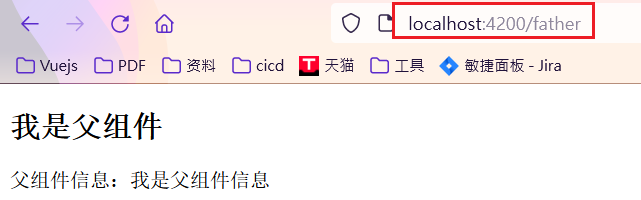 localhost:4200/father
Vuejs PDF 资料 cicd T 天猫 工具 敏捷面板 - Jira
我是父组件
父组件信息：我是父组件信息